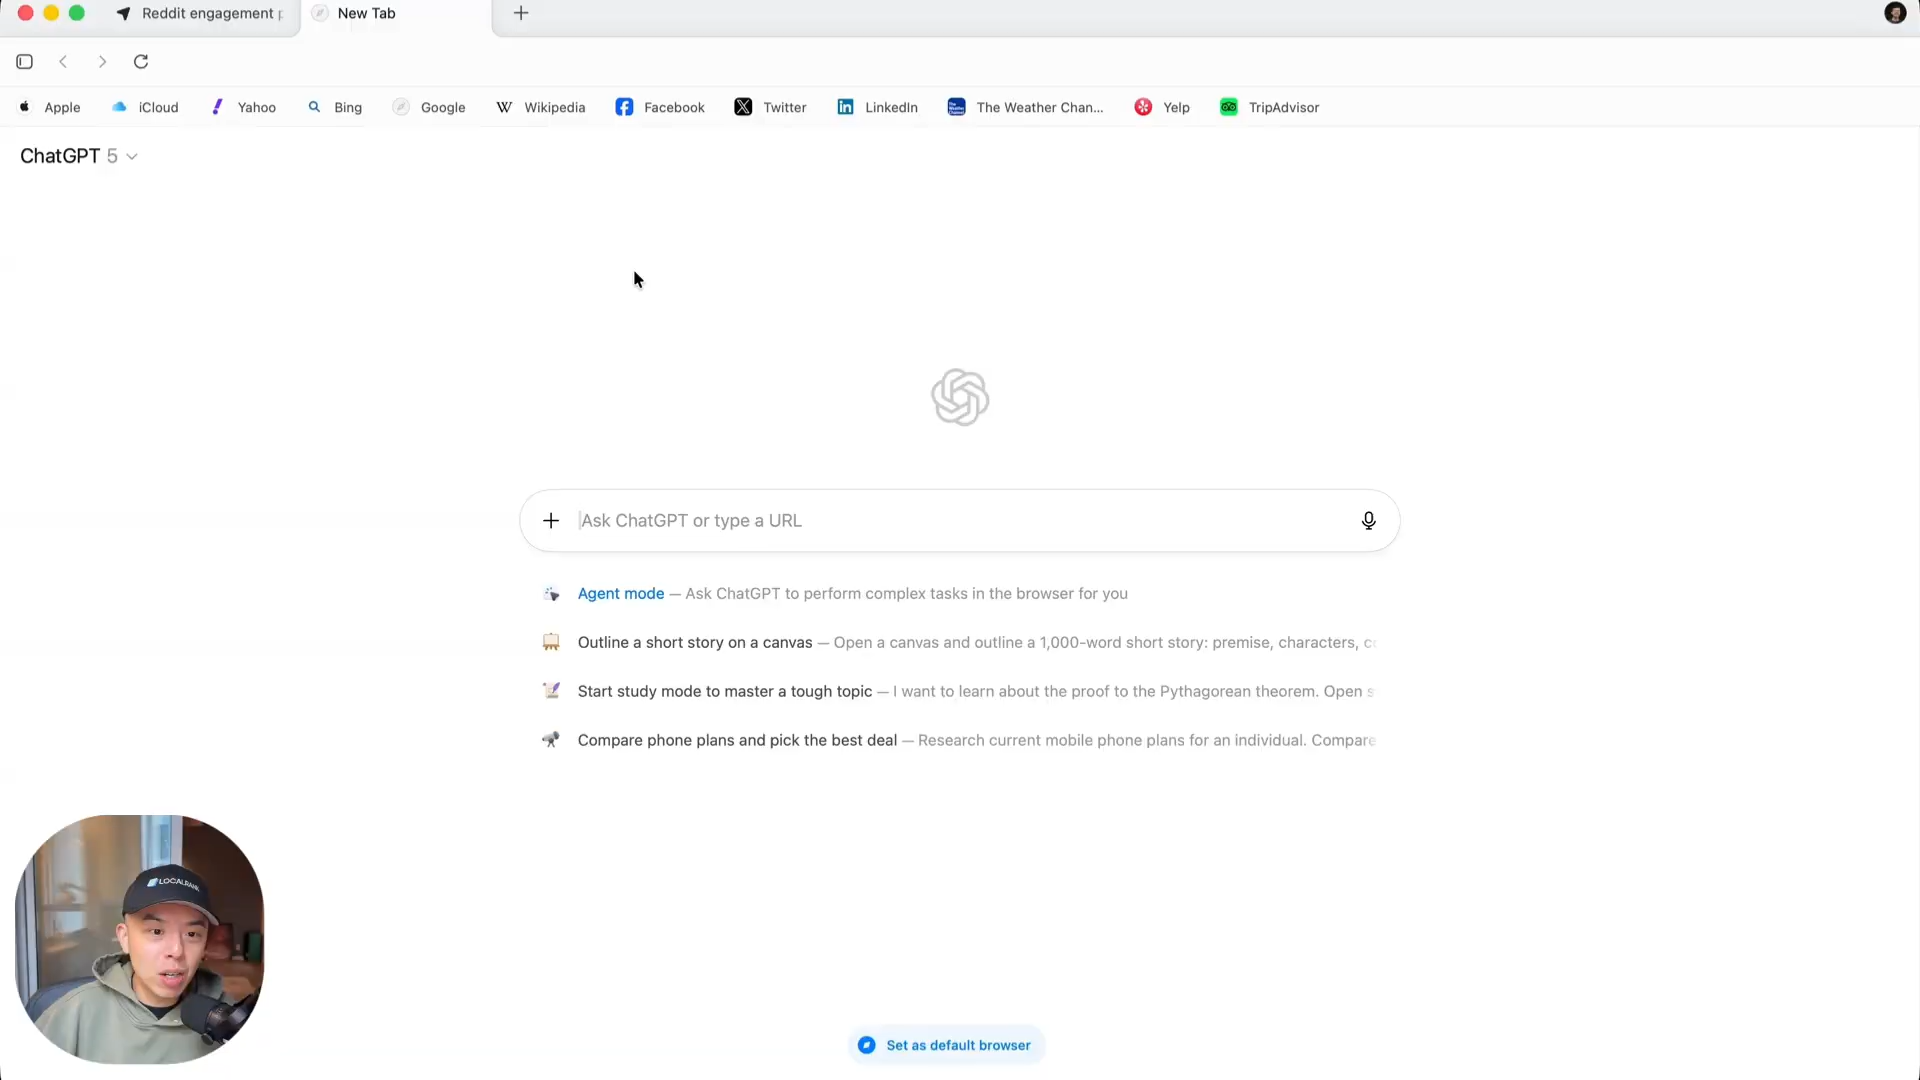 Reddit engagement p
New Tab
Apple
iCloud
Yahoo
Bing
Google
Wikipedia
Facebook
Twitter
LinkedIn
The Weather Chan...
Yelp
TripAdvisor
ChatGPT 5
Ask ChatGPT or type a URL
Agent mode — Ask ChatGPT to perform complex tasks in the browser for you
Outline a short story on a canvas — Open a canvas and outline a 1,000-word short story: premise, characters, co
Start study mode to master a tough topic — I want to learn about the proof to the Pythagorean theorem. Open s
Compare phone plans and pick the best deal — Research current mobile phone plans for an individual. Compare
LOCALRANK
Set as default browser